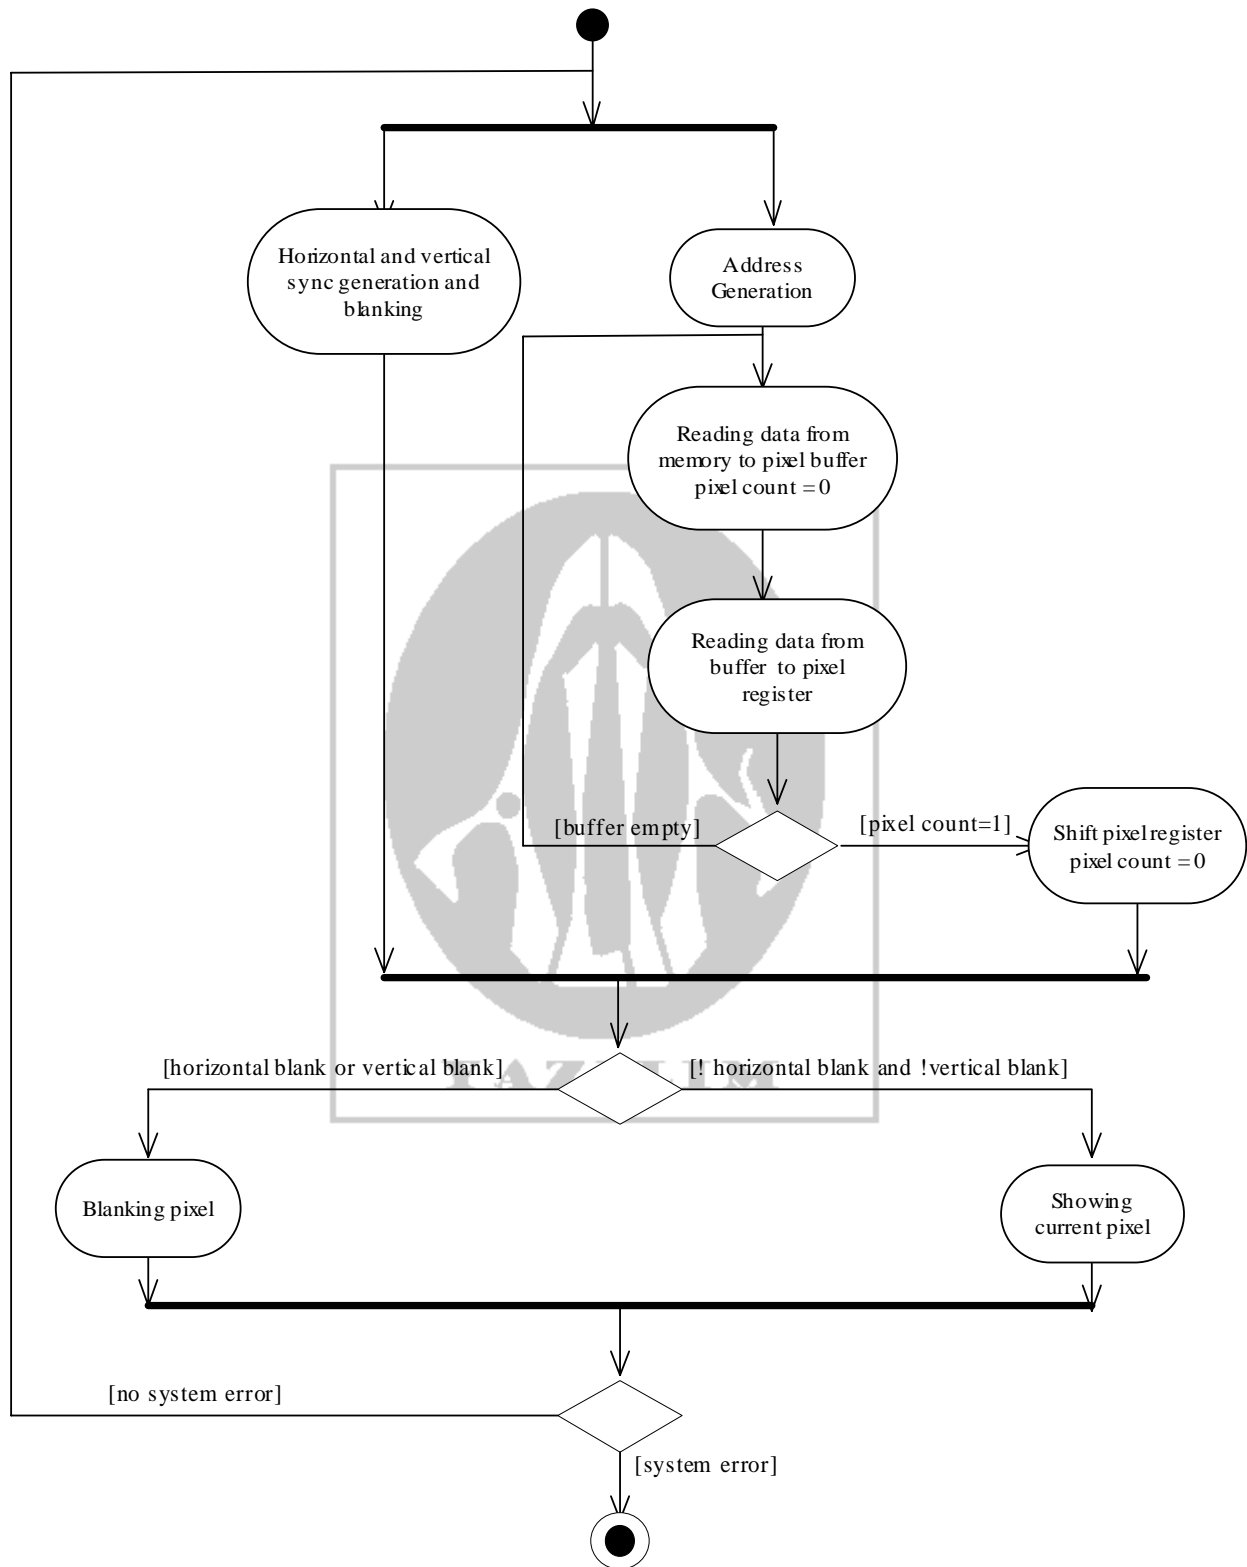 Horizontal and vertical
sync generation and
blanking
Address
Generation
Reading data from
memory to pixel buffer
pixel count = 0
Reading data from
buffer to pixel
register
[buffer empty]
[pixel count=1]
Shift pixel register
pixel count = 0
[horizontal blank or vertical blank]
[! horizontal blank and !vertical blank]
Blanking pixel
Showing
current pixel
[no system error]
[system error]